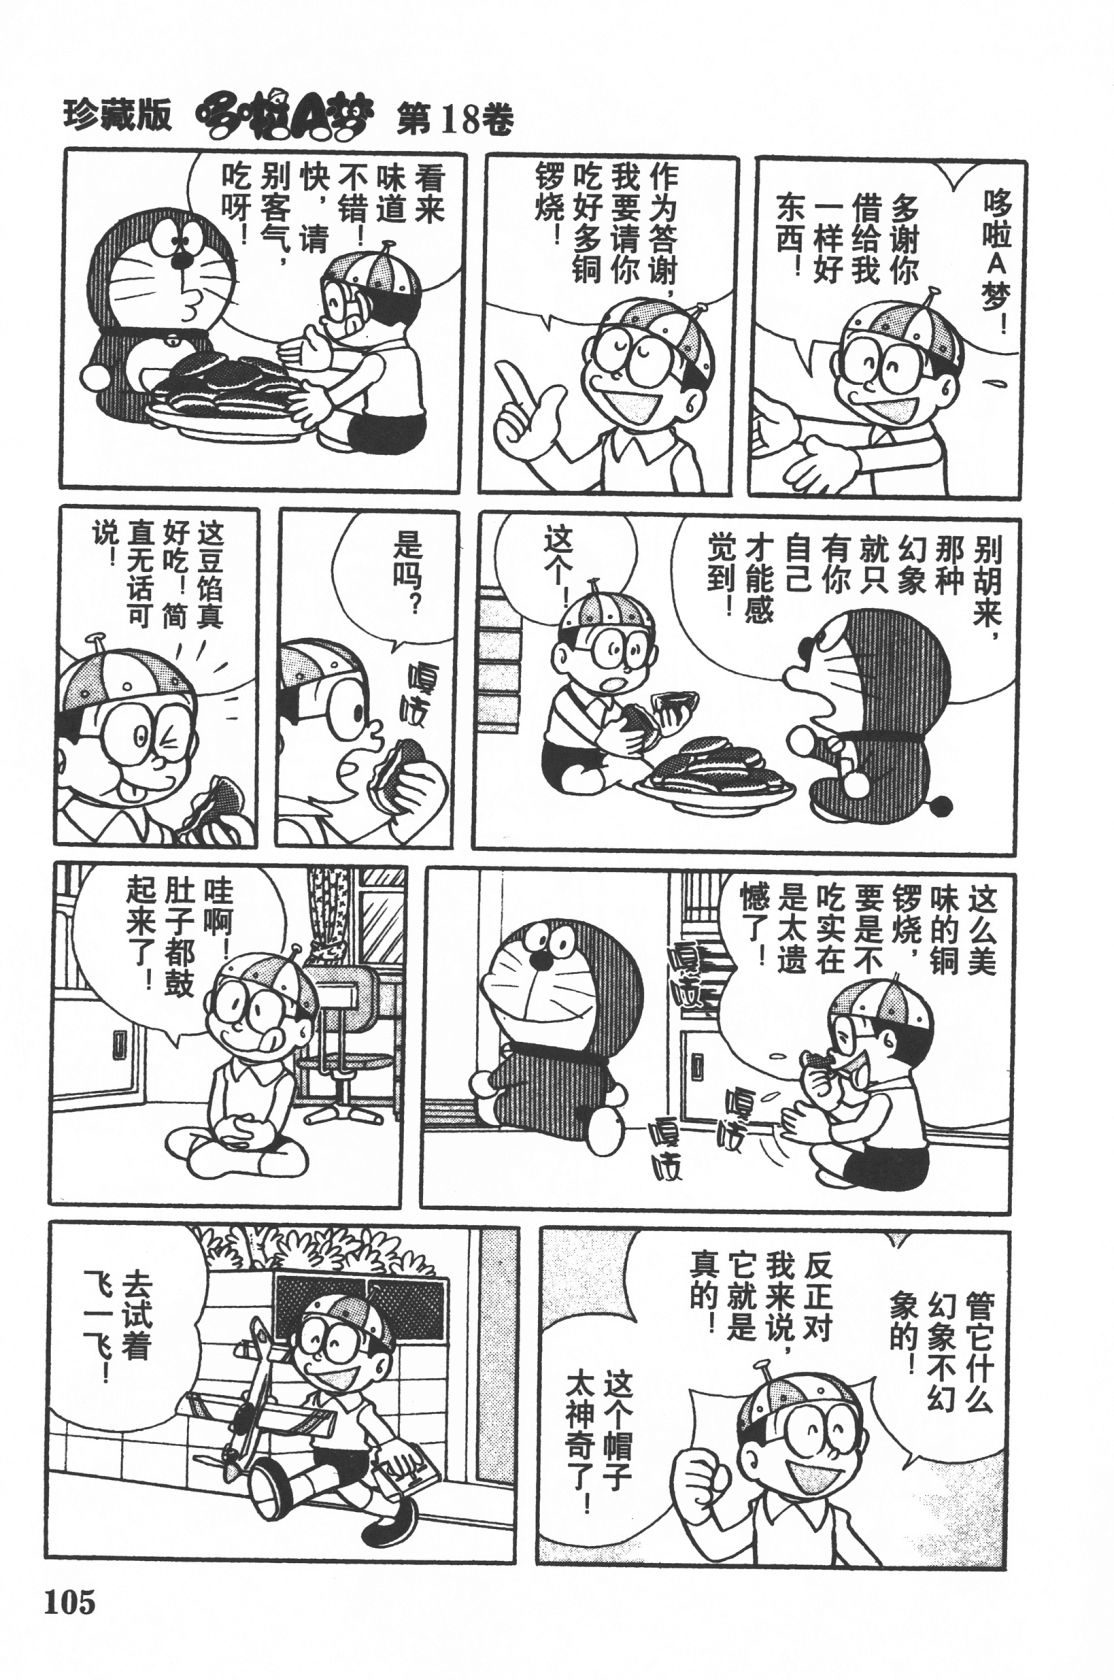 珍藏版 哆啦A梦 第18卷
哆啦A梦！
多谢你
借给我
一样好
东西！
作为答谢，
我要请你
吃好多铜
锣烧！
看来
味道
不错！
快，请
别客气，
吃呀！
别胡来，
那种
幻象
就只
有你
自己
才能感
觉到！
这个！
是吗？
嘎吱
这豆馅真
好吃！简
直无话可
说！
这么美
味的铜
锣烧，
要是不
吃实在
是太遗
憾了！
嘎吱
嘎吱
嘎吱
哇啊！
肚子都鼓
起来了！
管它什么
幻象不幻
象的！
反正对
我来说，
它就是
真的！
这个帽子
太神奇了！
去试着
飞一飞！
105